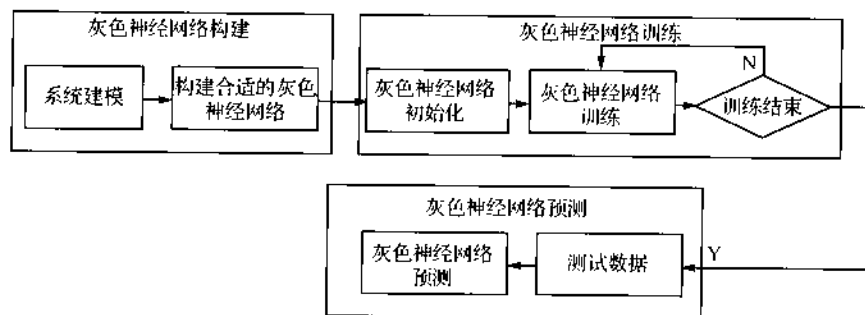 灰色神经网络构建
系统建模
构建合适的灰色
神经网络
灰色神经网络训练
灰色神经网络
初始化
灰色神经网络
训练
N
训练结束
灰色神经网络预测
灰色神经网络
预测
测试数据
Y